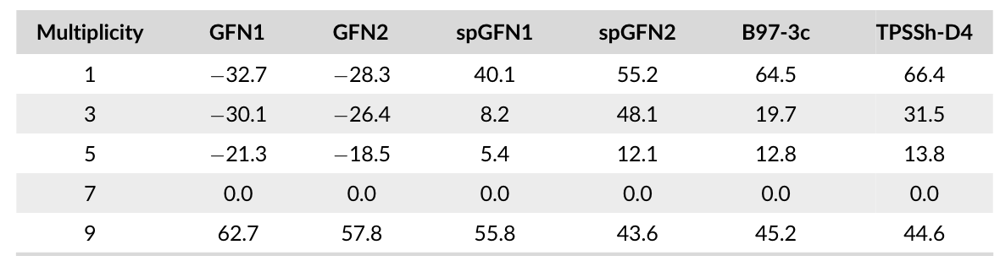 Multiplicity GFN1 GFN2 spGFN1 spGFN2 B97-3c TPSSh-D4
1 −32.7 −28.3 40.1 55.2 64.5 66.4
3 −30.1 −26.4 8.2 48.1 19.7 31.5
5 −21.3 −18.5 5.4 12.1 12.8 13.8
7 0.0 0.0 0.0 0.0 0.0 0.0
9 62.7 57.8 55.8 43.6 45.2 44.6